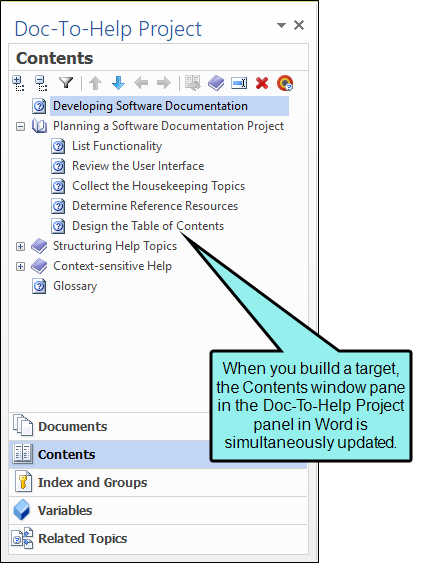 Doc-To-Help Project
Contents
Developing Software Documentation
Planning a Software Documentation Project
List Functionality
Review the User Interface
Collect the Housekeeping Topics
Determine Reference Resources
Design the Table of Contents
Structuring Help Topics
Context-sensitive Help
Glossary
When you builld a target,
the Contents window pane
in the Doc-To-Help Project
panel in Word is
simultaneously updated.
Documents
Contents
Index and Groups
Variables
Related Topics